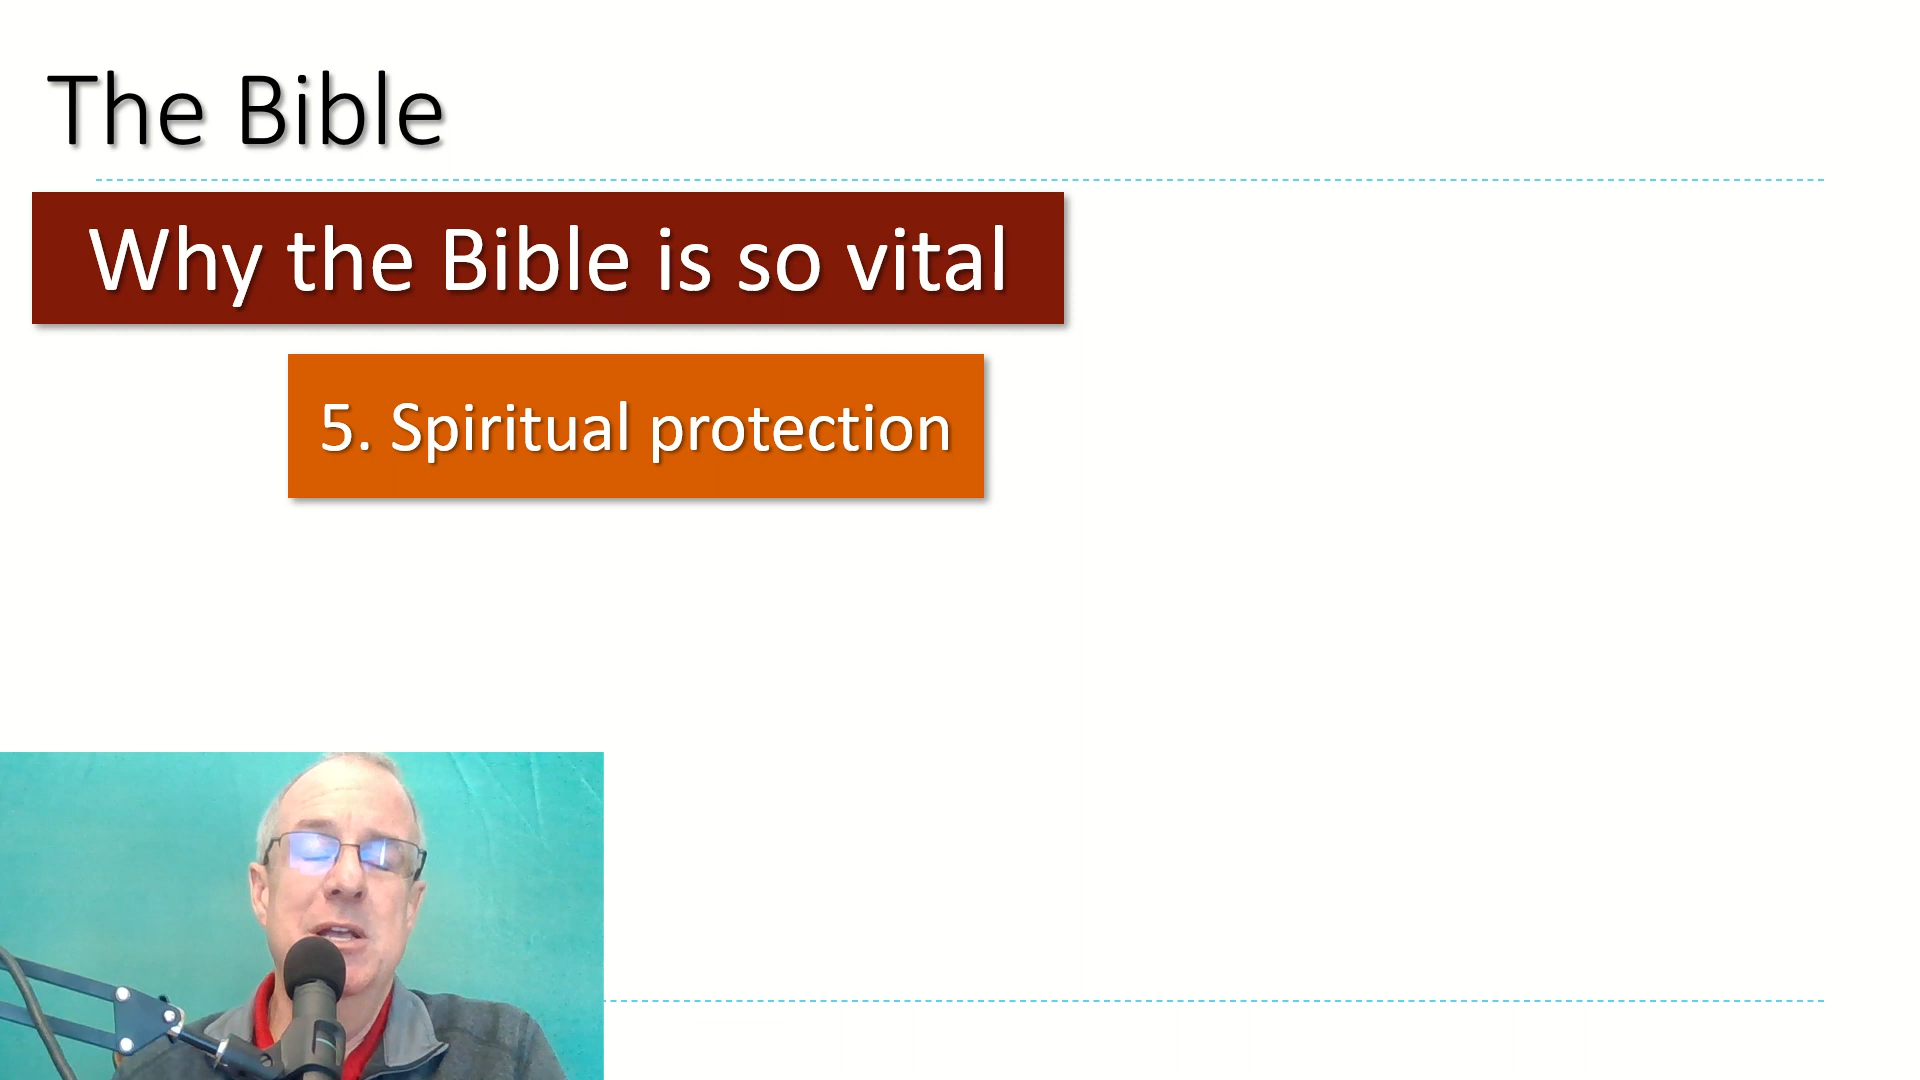 The Bible
Why the Bible is so vital
5. Spiritual protection